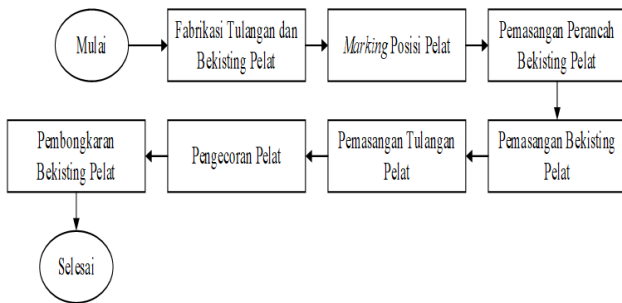 Mulai
Fabrikasi Tulangan dan
Bekisting Pelat
Marking Posisi Pelat
Pemasangan Perancah
Bekisting Pelat
Pemasangan Bekisting
Pelat
Pemasangan Tulangan
Pelat
Pengecoran Pelat
Pembongkaran
Bekisting Pelat
Selesai